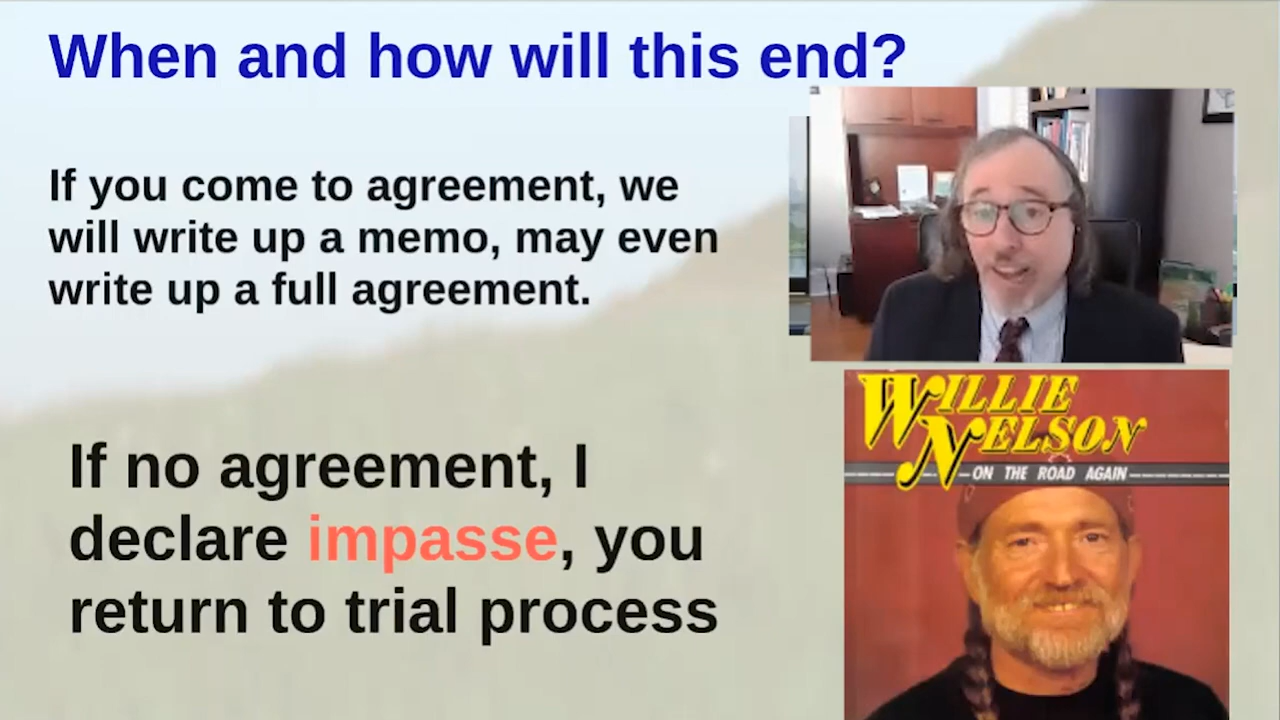 When and how will this end?
If you come to agreement, we
will write up a memo, may even
write up a full agreement.
If no agreement, I
declare impasse, you
return to trial process
WILLIE
NELSON
ON THE ROAD AGAIN